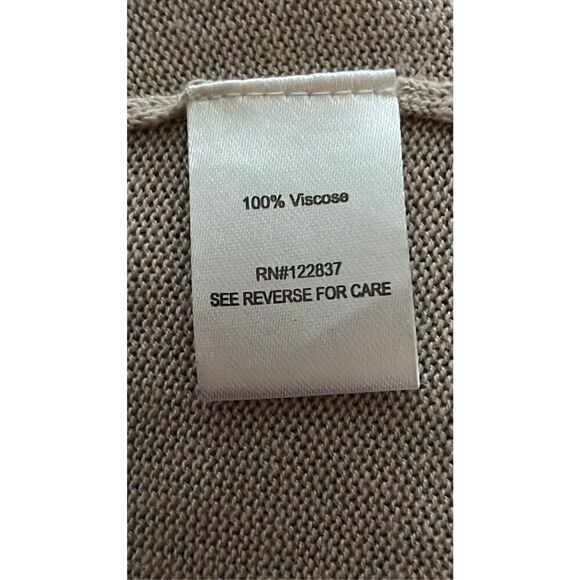 100% Viscose
RN#122837
SEE REVERSE FOR CARE